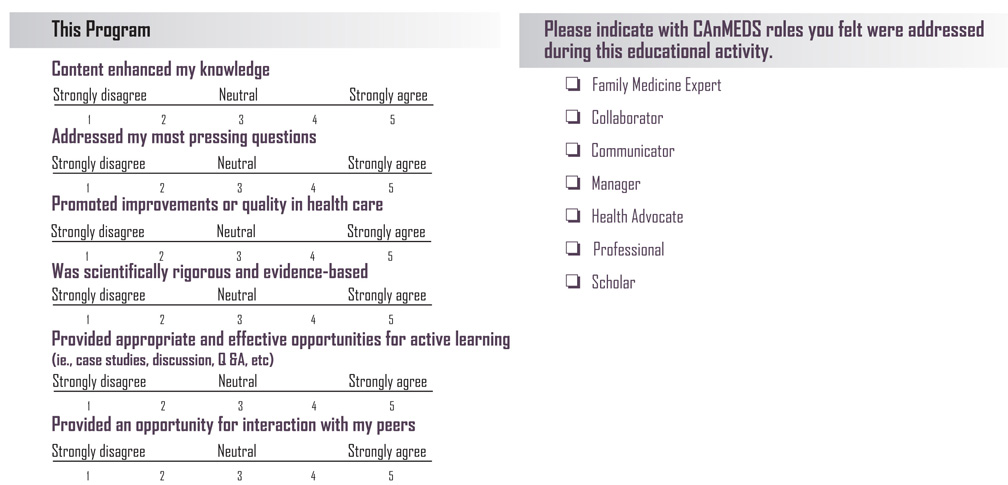 This Program
Content enhanced my knowledge
Strongly disagree Neutral Strongly agree
1 2 3 4 5
Addressed my most pressing questions
Strongly disagree Neutral Strongly agree
1 2 3 4 5
Promoted improvements or quality in health care
Strongly disagree Neutral Strongly agree
1 2 3 4 5
Was scientifically rigorous and evidence-based
Strongly disagree Neutral Strongly agree
1 2 3 4 5
Provided appropriate and effective opportunities for active learning
(ie., case studies, discussion, Q &A, etc)
Strongly disagree Neutral Strongly agree
1 2 3 4 5
Provided an opportunity for interaction with my peers
Strongly disagree Neutral Strongly agree
1 2 3 4 5
Please indicate with CAnMEDS roles you felt were addressed
during this educational activity.
Family Medicine Expert
Collaborator
Communicator
Manager
Health Advocate
Professional
Scholar